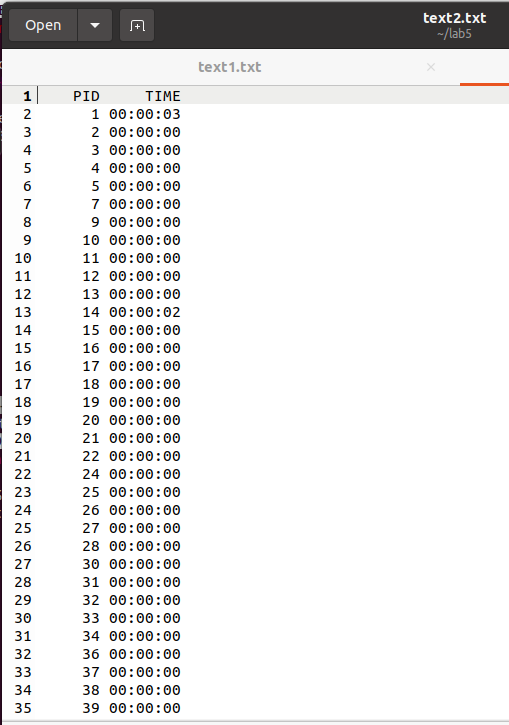 Open
text2.txt
~/lab5
text1.txt ×
1 PID TIME
2 1 00:00:03
3 2 00:00:00
4 3 00:00:00
5 4 00:00:00
6 5 00:00:00
7 7 00:00:00
8 9 00:00:00
9 10 00:00:00
10 11 00:00:00
11 12 00:00:00
12 13 00:00:00
13 14 00:00:02
14 15 00:00:00
15 16 00:00:00
16 17 00:00:00
17 18 00:00:00
18 19 00:00:00
19 20 00:00:00
20 21 00:00:00
21 22 00:00:00
22 24 00:00:00
23 25 00:00:00
24 26 00:00:00
25 27 00:00:00
26 28 00:00:00
27 30 00:00:00
28 31 00:00:00
29 32 00:00:00
30 33 00:00:00
31 34 00:00:00
32 36 00:00:00
33 37 00:00:00
34 38 00:00:00
35 39 00:00:00